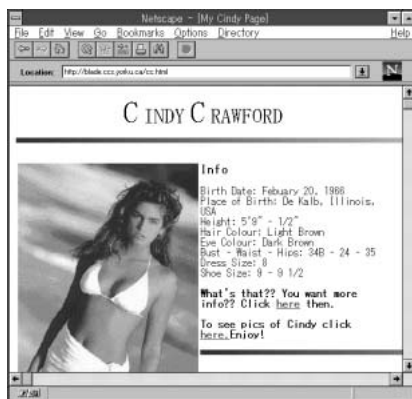 Netscape - [My Cindy Page]
File Edit View Go Bookmarks Options Directory Help
Location: http://blade.ccs.yorku.ca/cc.html
N
CINDY CRAWFORD
Info
Birth Date: Febuary 20, 1966
Place of Birth: De Kalb, Illinois,
USA
Height: 5'9" - 1/2"
Hair Colour: Light Brown
Eye Colour: Dark Brown
Bust - Waist - Hips: 34B - 24 - 35
Dress Size: 8
Shoe Size: 9 - 9 1/2
What's that?? You want more
info?? Click here then.
To see pics of Cindy click
here.Enjoy!